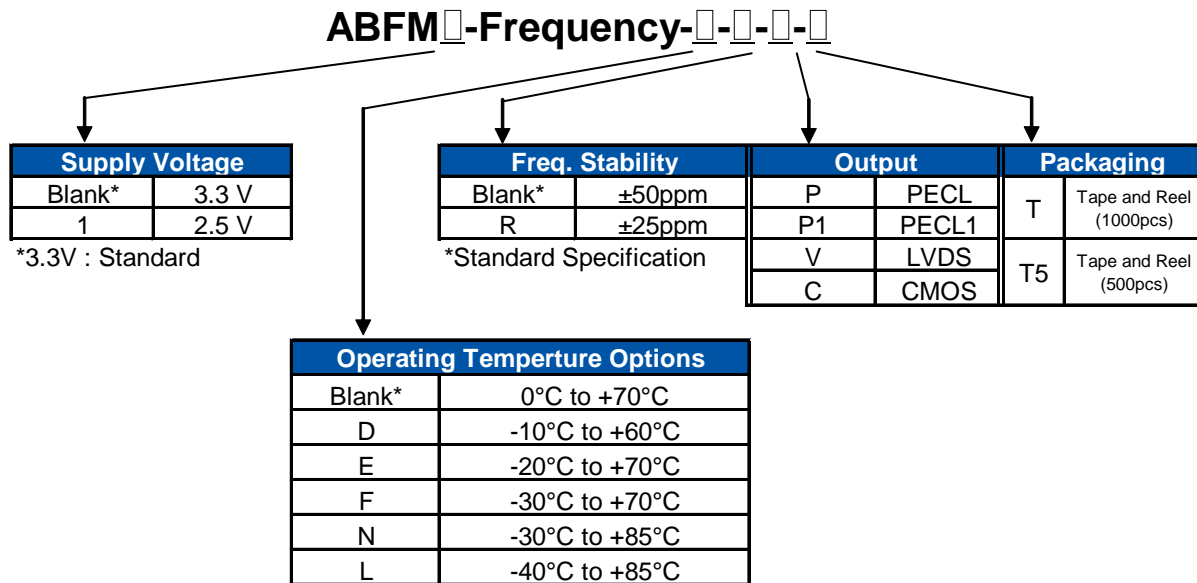 ABFM□-Frequency-□-□-□-□
Supply Voltage
Blank* 3.3 V
1 2.5 V
*3.3V : Standard
Freq. Stability
Blank* ±50ppm
R ±25ppm
*Standard Specification
Output
P PECL
P1 PECL1
V LVDS
C CMOS
Packaging
T Tape and Reel
(1000pcs)
T5 Tape and Reel
(500pcs)
Operating Temperture Options
Blank* 0°C to +70°C
D -10°C to +60°C
E -20°C to +70°C
F -30°C to +70°C
N -30°C to +85°C
L -40°C to +85°C